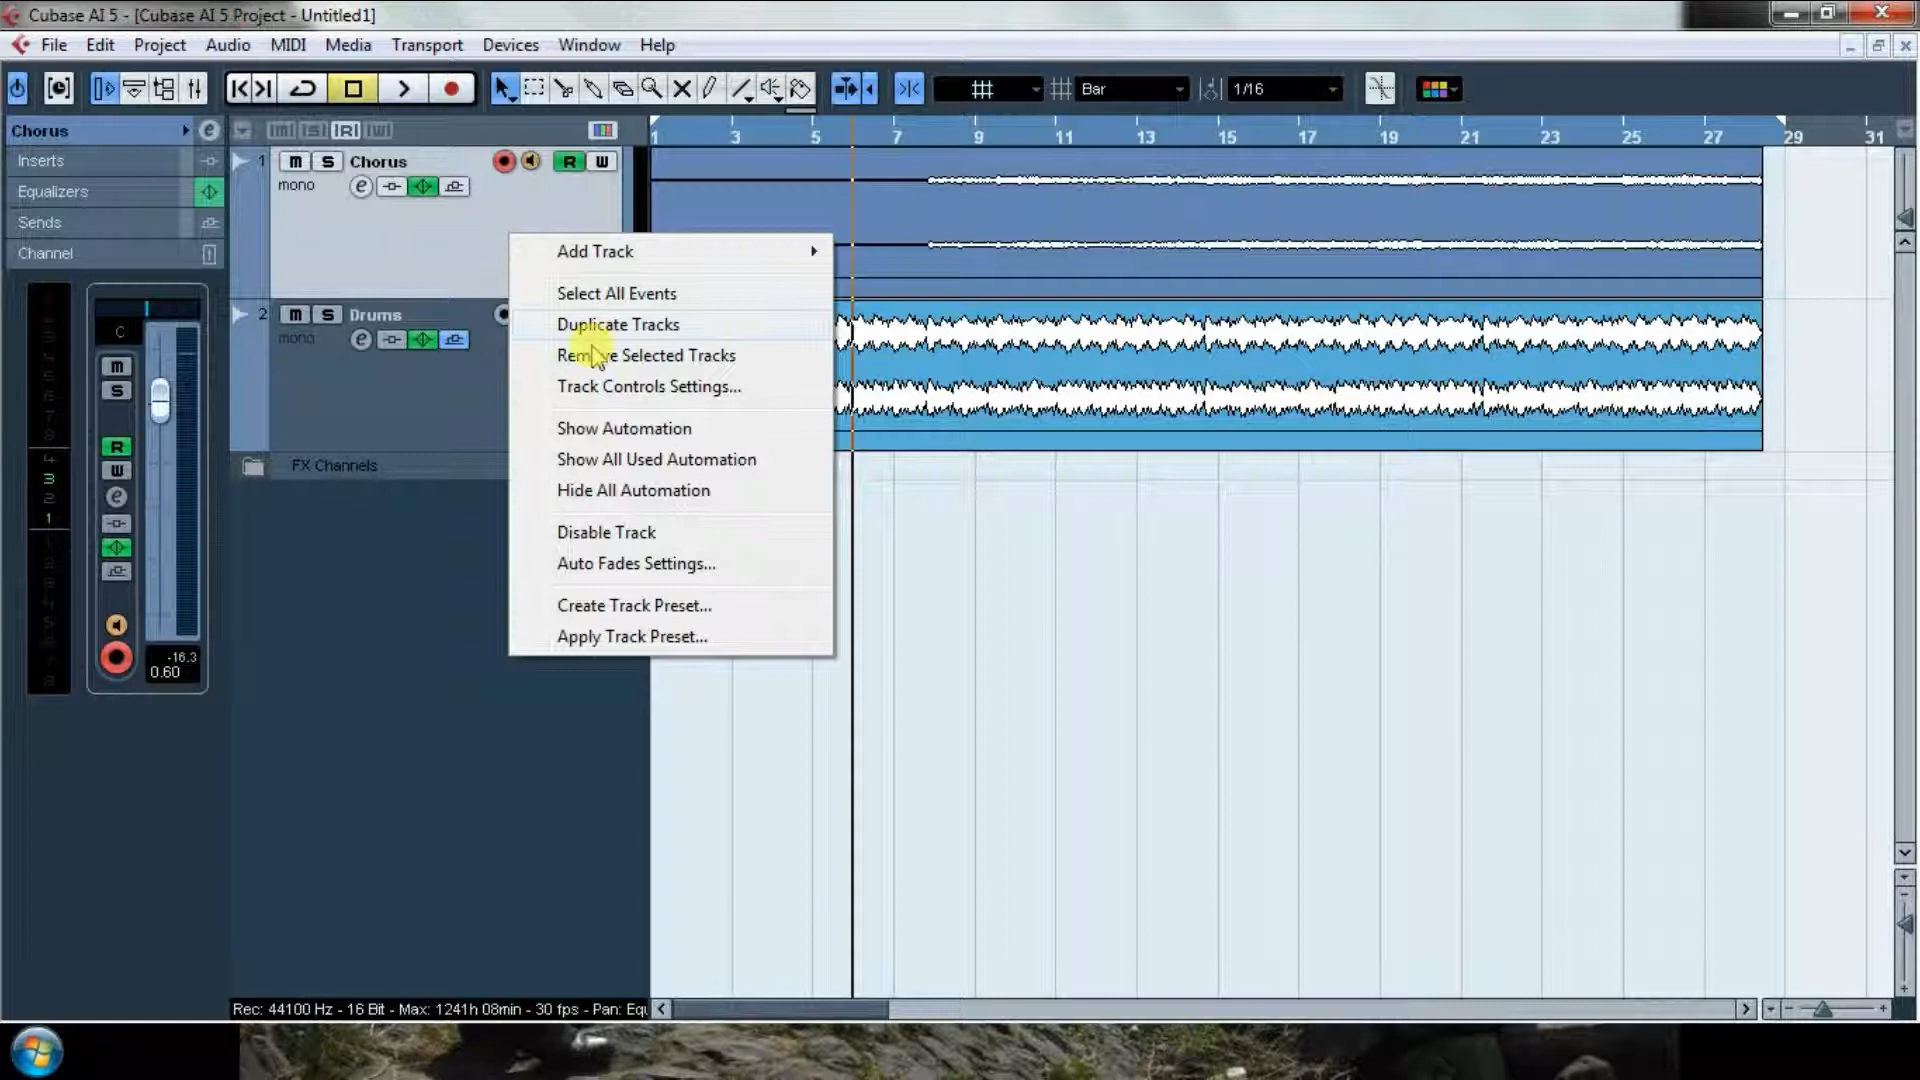 Cubase AI 5 - [Cubase AI 5 Project - Untitled1]
File Edit Project Audio MIDI Media Transport Devices Window Help
Bar 1/16
Chorus e [M] [S] [R] [W] 1 3 5 7 9 11 13 15 17 19 21 23 25 27 29 31
Inserts
Equalizers
Sends
Channel
1 m S Chorus R W
mono e
2 m S Drums
mono e
FX Channels
Add Track
Select All Events
Duplicate Tracks
Remove Selected Tracks
Track Controls Settings...
Show Automation
Show All Used Automation
Hide All Automation
Disable Track
Auto Fades Settings...
Create Track Preset...
Apply Track Preset...
C
m
S
R
W
e
4
3
2
1
-16.3
0.60
Rec: 44100 Hz - 16 Bit - Max: 1241h 08min - 30 fps - Pan: Equ